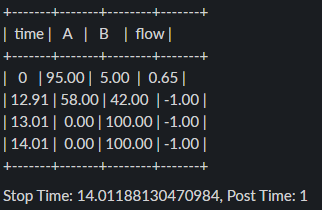 +-------+-------+--------+-------+
| time | A | B | flow |
+-------+-------+--------+-------+
| 0 | 95.00 | 5.00 | 0.65 |
| 12.91 | 58.00 | 42.00 | -1.00 |
| 13.01 | 0.00 | 100.00 | -1.00 |
| 14.01 | 0.00 | 100.00 | -1.00 |
+-------+-------+--------+-------+
Stop Time: 14.01188130470984, Post Time: 1